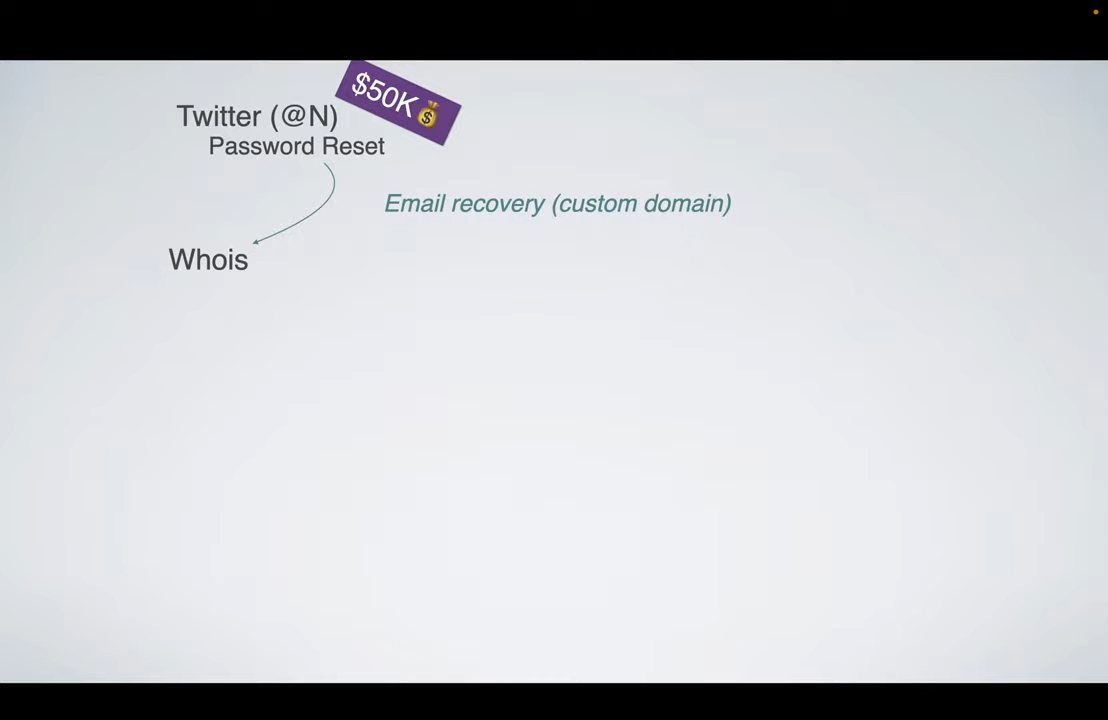 $50K
Twitter (@N)
Password Reset
Email recovery (custom domain)
Whois